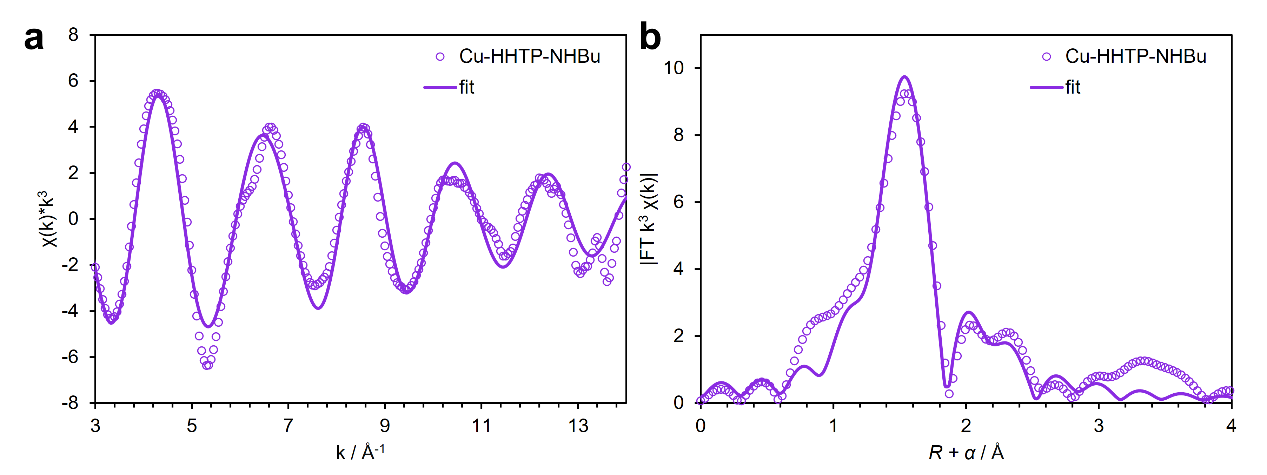 a
8
6
4
2
0
-2
-4
-6
-8
χ(k)*k³
3
5
7
9
11
13
k / Å⁻¹
Cu-HHTP-NHBu
fit
b
10
8
6
4
2
0
|FT k³ χ(k)|
0
1
2
3
4
R + α / Å
Cu-HHTP-NHBu
fit